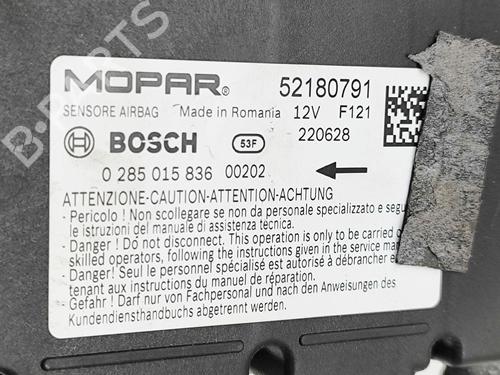 MOPAR® 52180791
SENSORE AIRBAG Made in Romania 12V F121
BOSCH 53F 220628
0 285 015 836 00202
ATTENZIONE-CAUTION-ATTENTION-ACHTUNG
- Pericolo ! Non scollegare se non da personale specializzato e
le istruzioni del manuale di assistenza tecnica.
- Danger ! Do not disconnect. This operation is only to be carried
skilled operators, following the instructions given in the service
- Danger! Seul le personnel spécialisé est autorisé à débrancher
tenant aux instructions du manuel de réparation.
- Gefahr ! Darf nur von Fachpersonal und nach den Anweisungen
Kundendiensthandbuchs abgetrennt werden.
B-PARTS